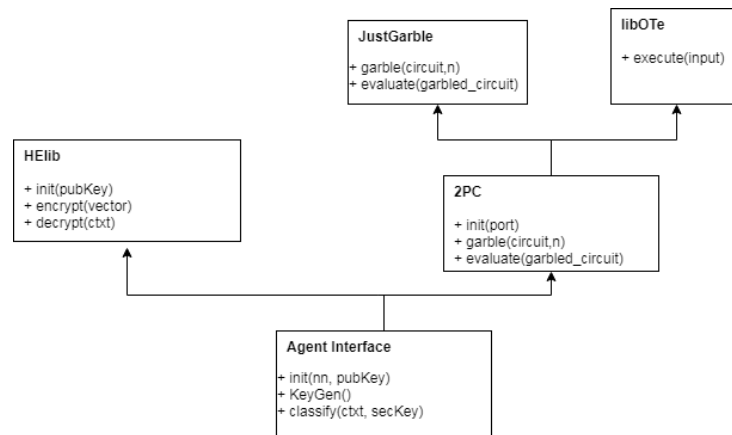 JustGarble
+ garble(circuit,n)
+ evaluate(garbled_circuit)
libOTe
+ execute(input)
HElib
+ init(pubKey)
+ encrypt(vector)
+ decrypt(ctxt)
2PC
+ init(port)
+ garble(circuit,n)
+ evaluate(garbled_circuit)
Agent Interface
+ init(nn, pubKey)
+ KeyGen()
+ classify(ctxt, secKey)